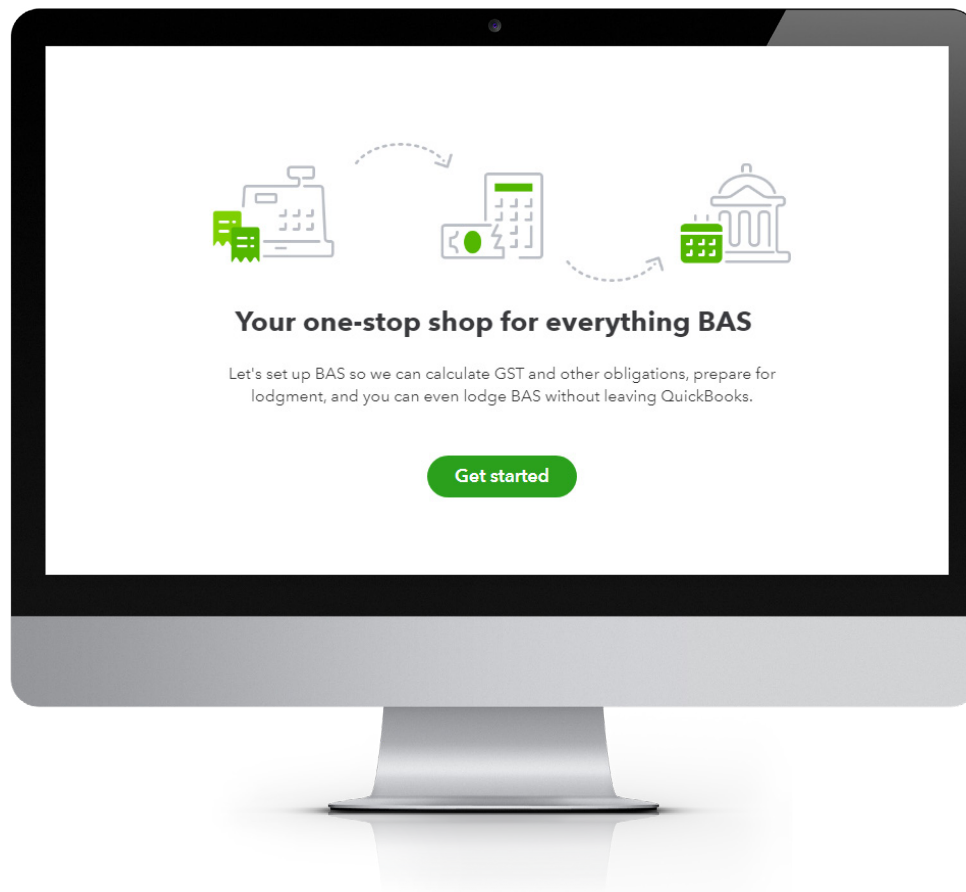 Your one-stop shop for everything BAS
Let's set up BAS so we can calculate GST and other obligations, prepare for
lodgment, and you can even lodge BAS without leaving QuickBooks.
Get started